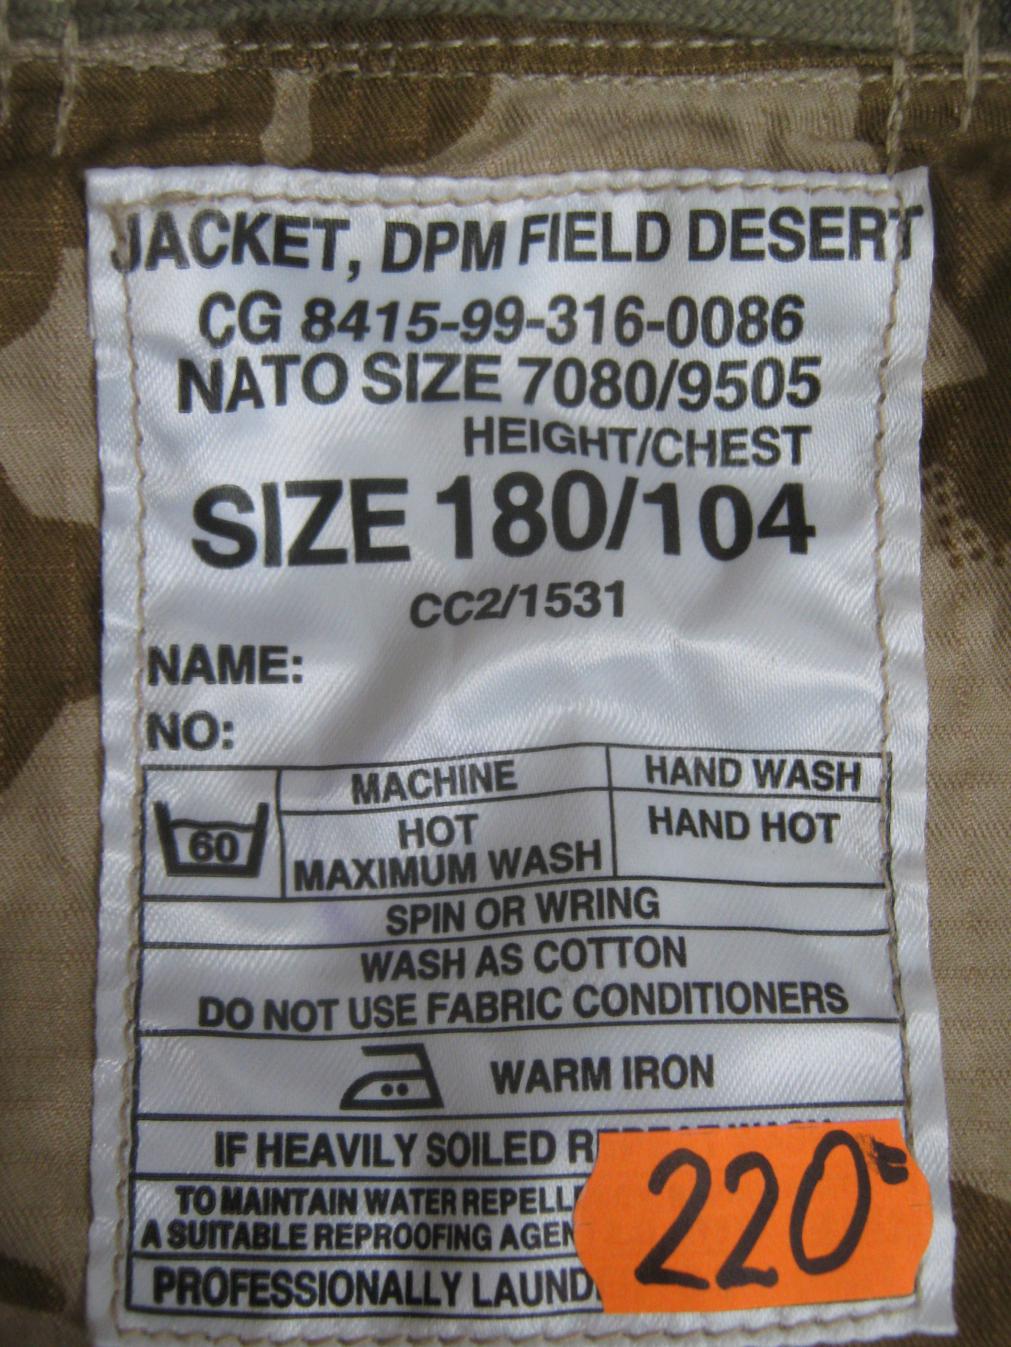 JACKET, DPM FIELD DESERT
CG 8415-99-316-0086
NATO SIZE 7080/9505
HEIGHT/CHEST
SIZE 180/104
CC2/1531
NAME:
NO:
60
MACHINE
HAND WASH
HOT
MAXIMUM WASH
HAND HOT
SPIN OR WRING
WASH AS COTTON
DO NOT USE FABRIC CONDITIONERS
WARM IRON
IF HEAVILY SOILED
TO MAINTAIN WATER
A SUITABLE REPROOFING
PROFESSIONALLY
220